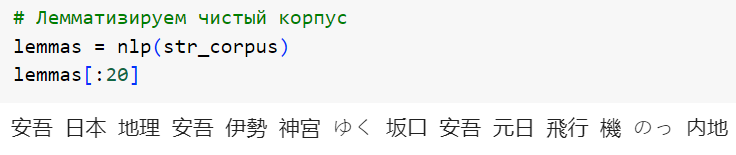 # Лемматизируем чистый корпус
lemmas = nlp(str_corpus)
lemmas[:20]
安吾 日本 地理 安吾 伊勢 神宮 ゆく 坂口 安吾 元日 飛行 機 のっ 内地